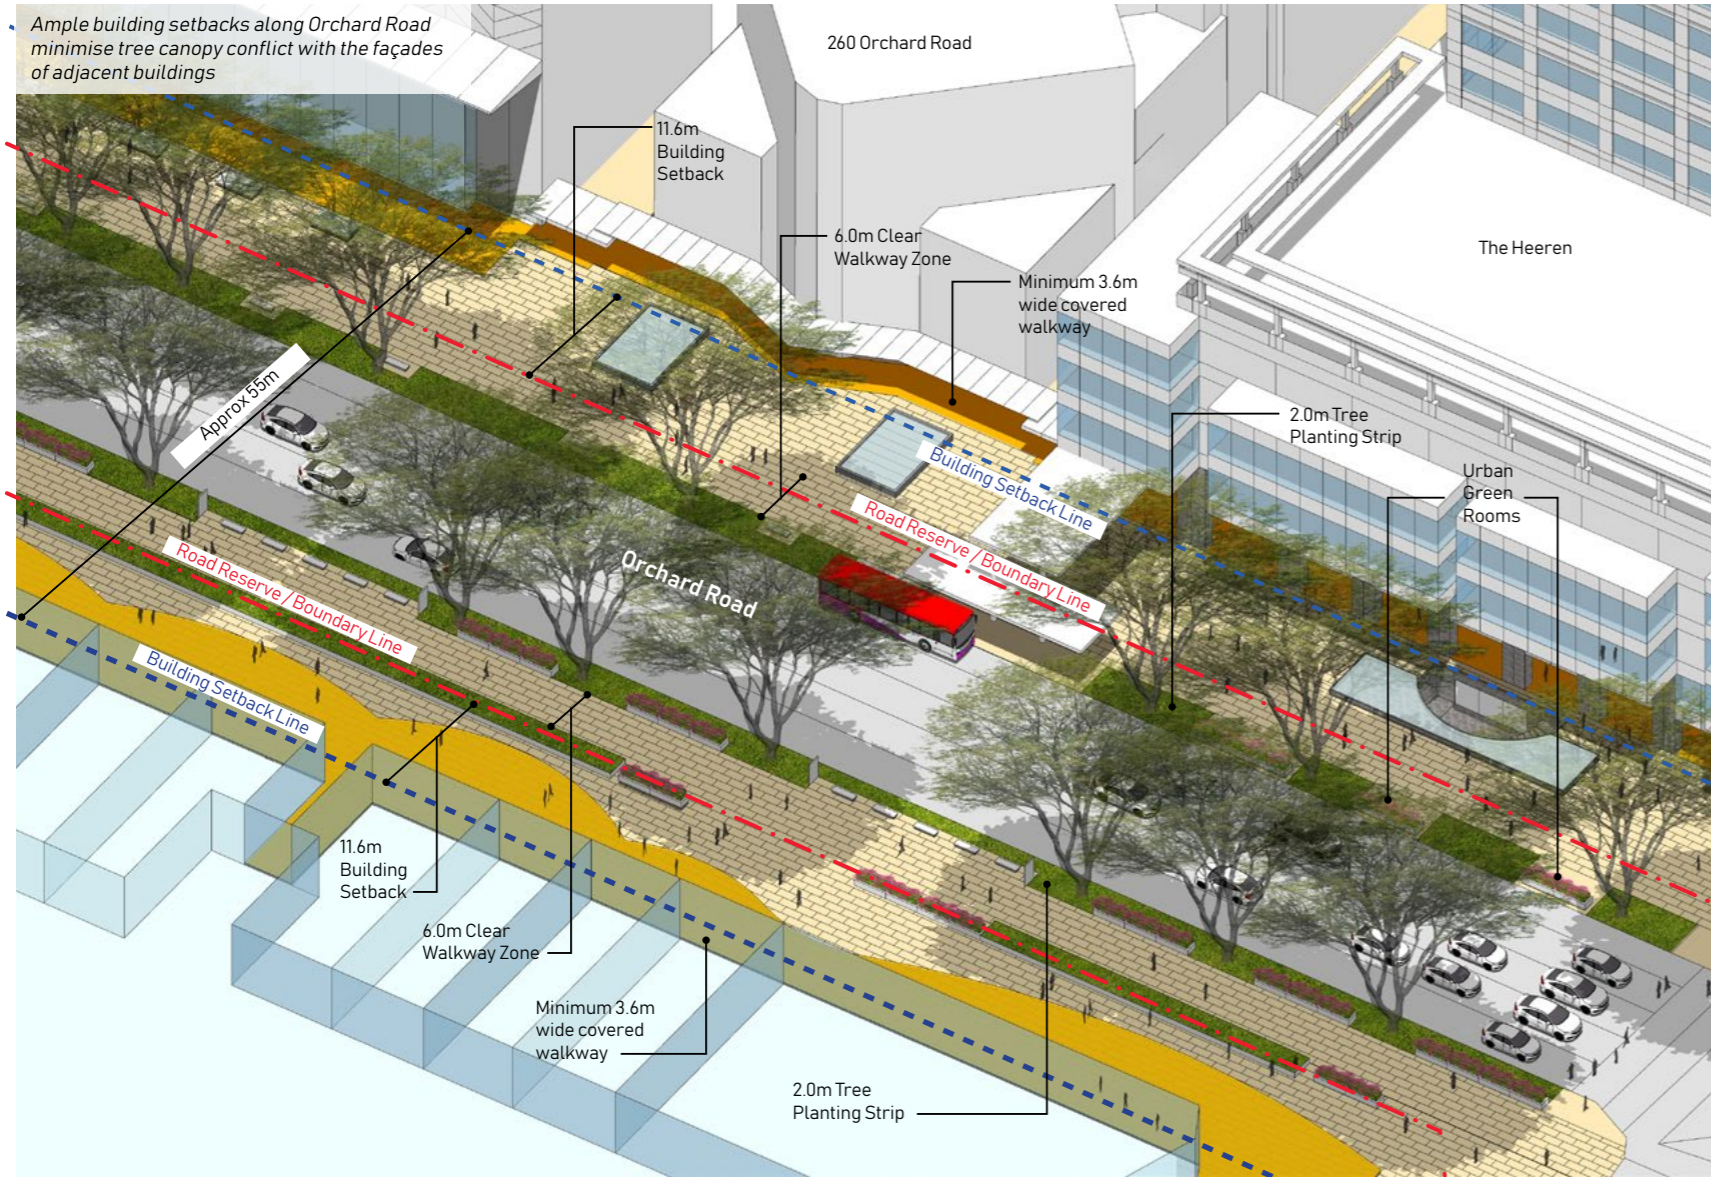 Ample building setbacks along Orchard Road
minimise tree canopy conflict with the façades
of adjacent buildings
260 Orchard Road
11.6m
Building
Setback
6.0m Clear
Walkway Zone
The Heeren
Minimum 3.6m
wide covered
walkway
Approx 55m
2.0m Tree
Planting Strip
Building Setback Line
Urban
Green
Rooms
Road Reserve / Boundary Line
Orchard Road
Road Reserve / Boundary Line
Building Setback Line
11.6m
Building
Setback
6.0m Clear
Walkway Zone
Minimum 3.6m
wide covered
walkway
2.0m Tree
Planting Strip